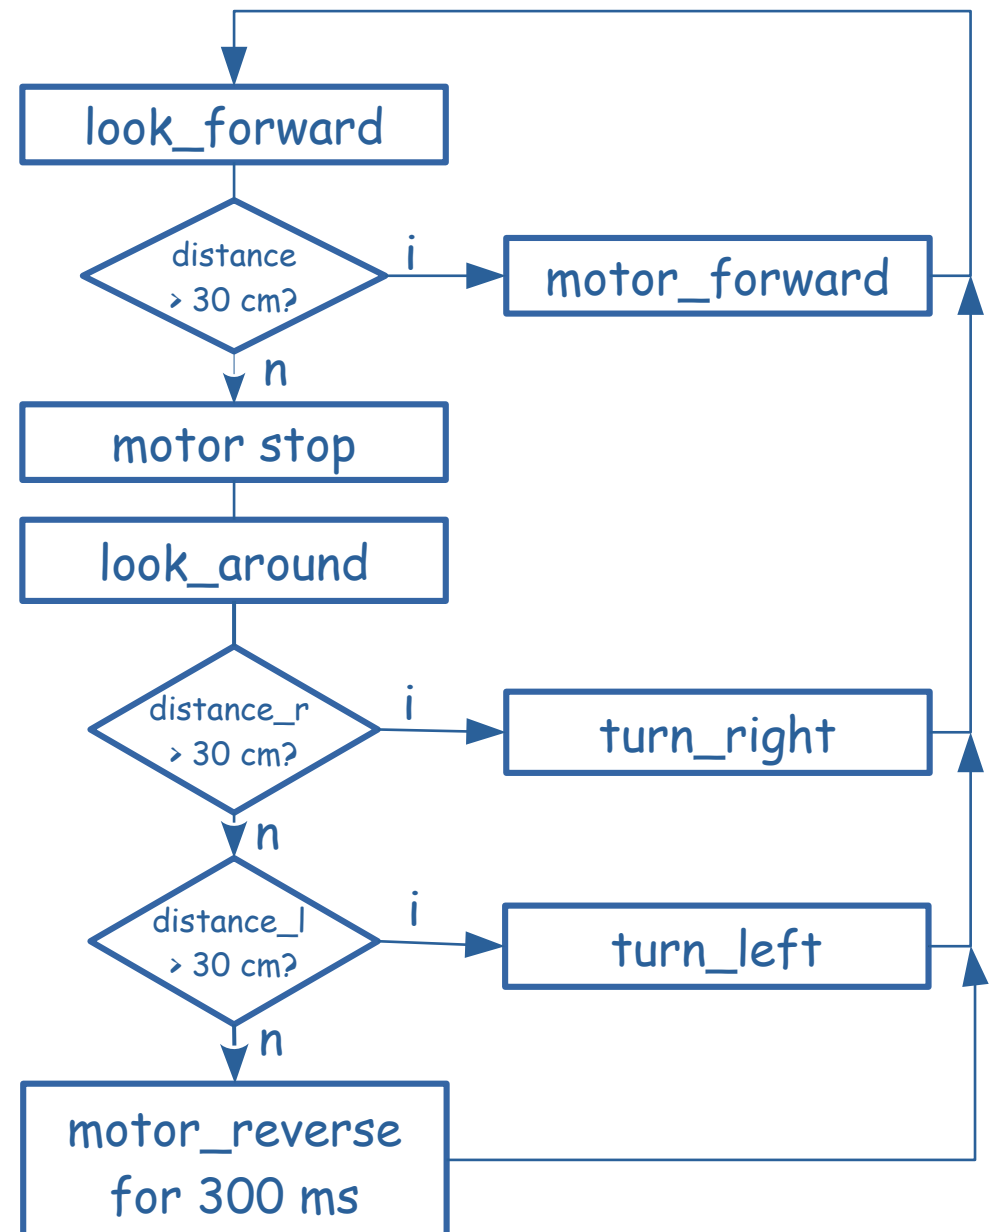 look_forward
distance
> 30 cm?
i
motor_forward
n
motor stop
look_around
distance_r
> 30 cm?
i
turn_right
n
distance_l
> 30 cm?
i
turn_left
n
motor_reverse
for 300 ms